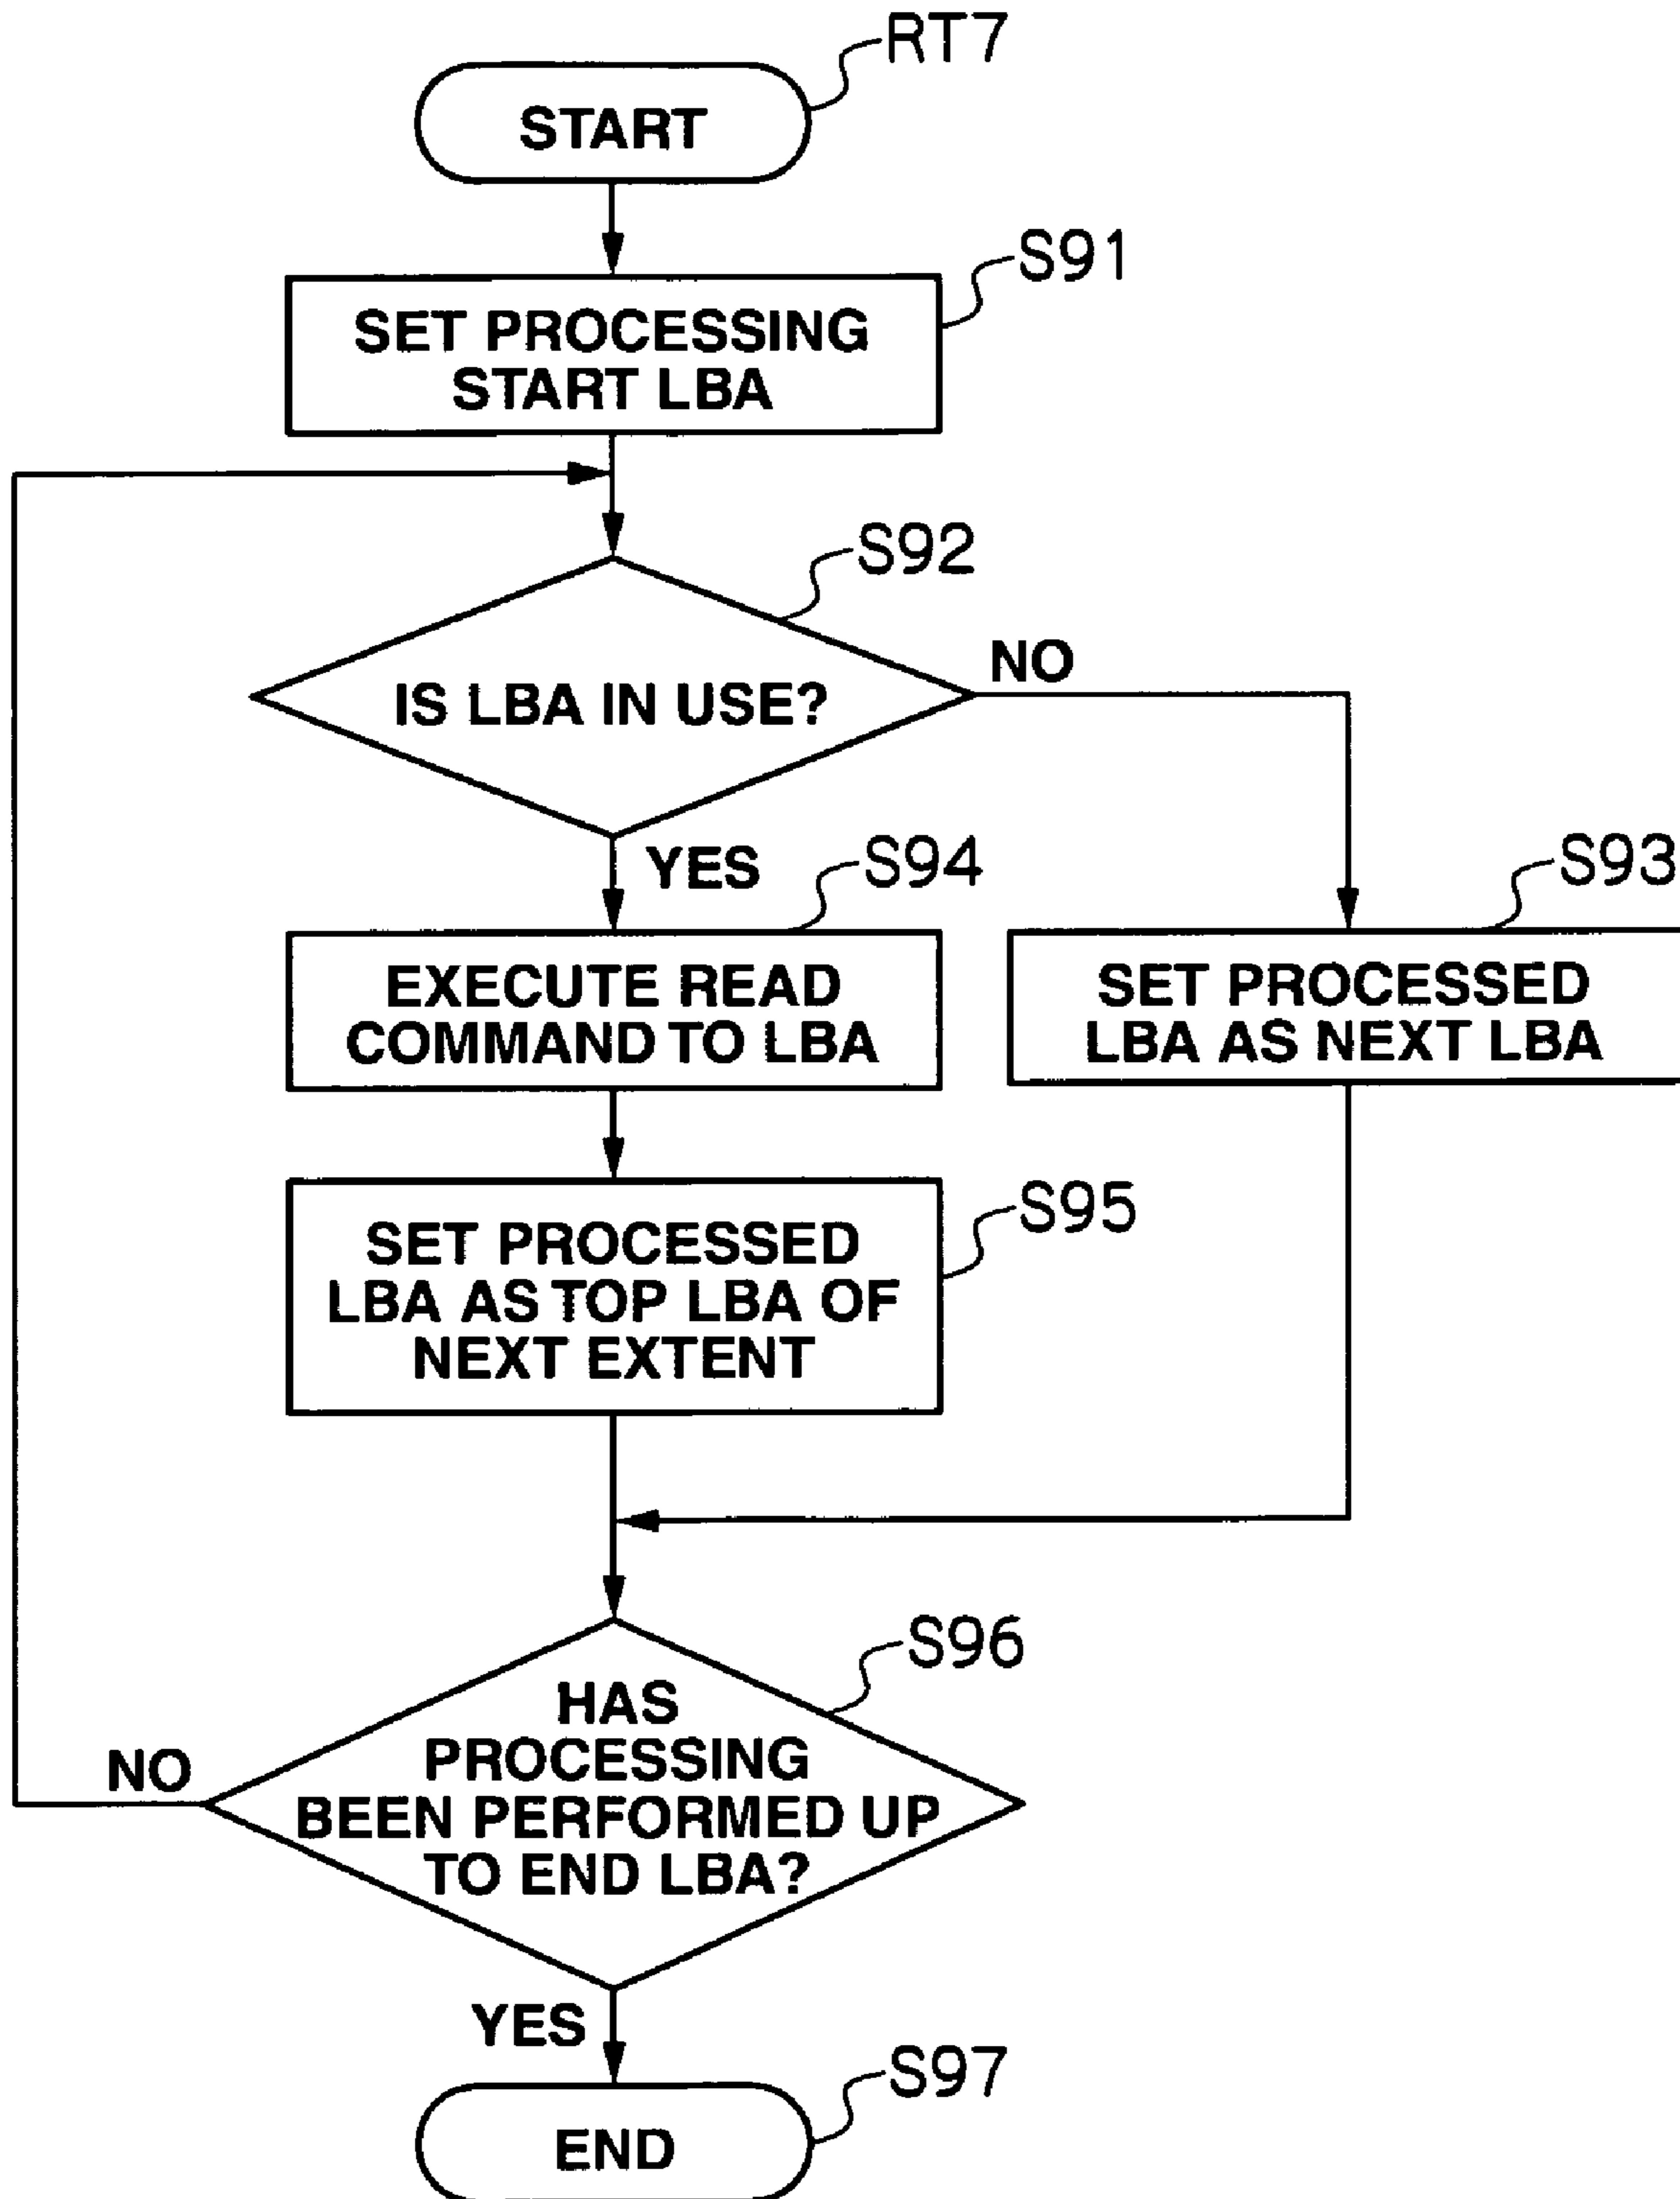 RT7
START
S91
SET PROCESSING
START LBA
S92
IS LBA IN USE?
NO
YES
S94
S93
EXECUTE READ
COMMAND TO LBA
SET PROCESSED
LBA AS NEXT LBA
S95
SET PROCESSED
LBA AS TOP LBA OF
NEXT EXTENT
S96
HAS
PROCESSING
BEEN PERFORMED UP
TO END LBA?
NO
YES
S97
END